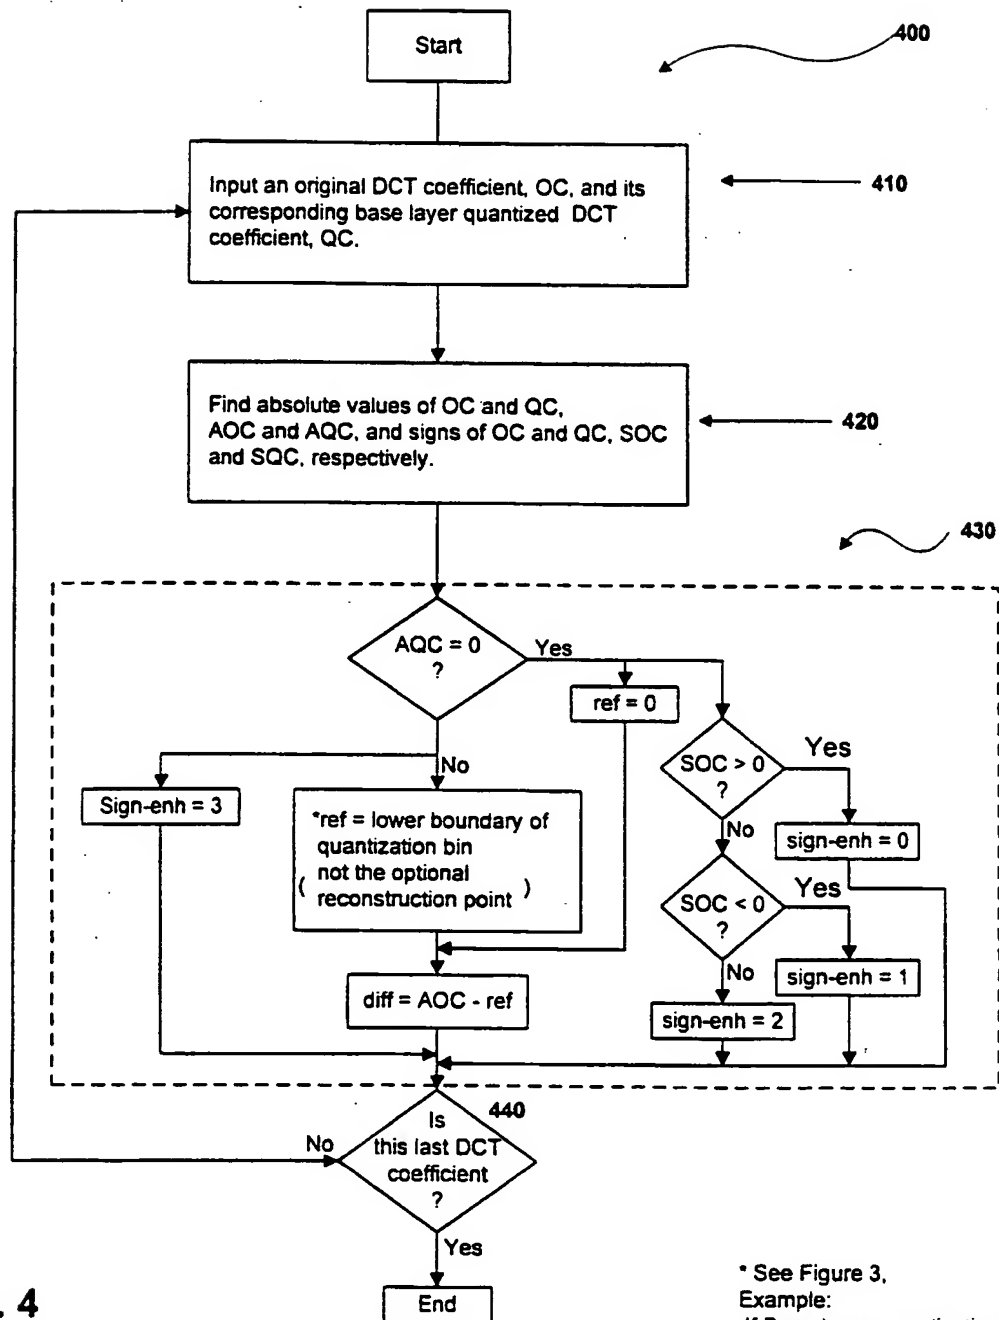 Start
400
Input an original DCT coefficient, OC, and its
corresponding base layer quantized DCT
coefficient, QC.
410
Find absolute values of OC and QC,
AOC and AQC, and signs of OC and QC, SOC
and SQC, respectively.
420
430
AQC = 0
?
Yes
ref = 0
No
Sign-enh = 3
*ref = lower boundary of
quantization bin
( not the optional
reconstruction point )
SOC > 0
?
Yes
sign-enh = 0
No
SOC < 0
?
Yes
sign-enh = 1
No
sign-enh = 2
diff = AOC - ref
440
Is
this last DCT
coefficient
?
No
Yes
End
. 4
* See Figure 3,
Example: